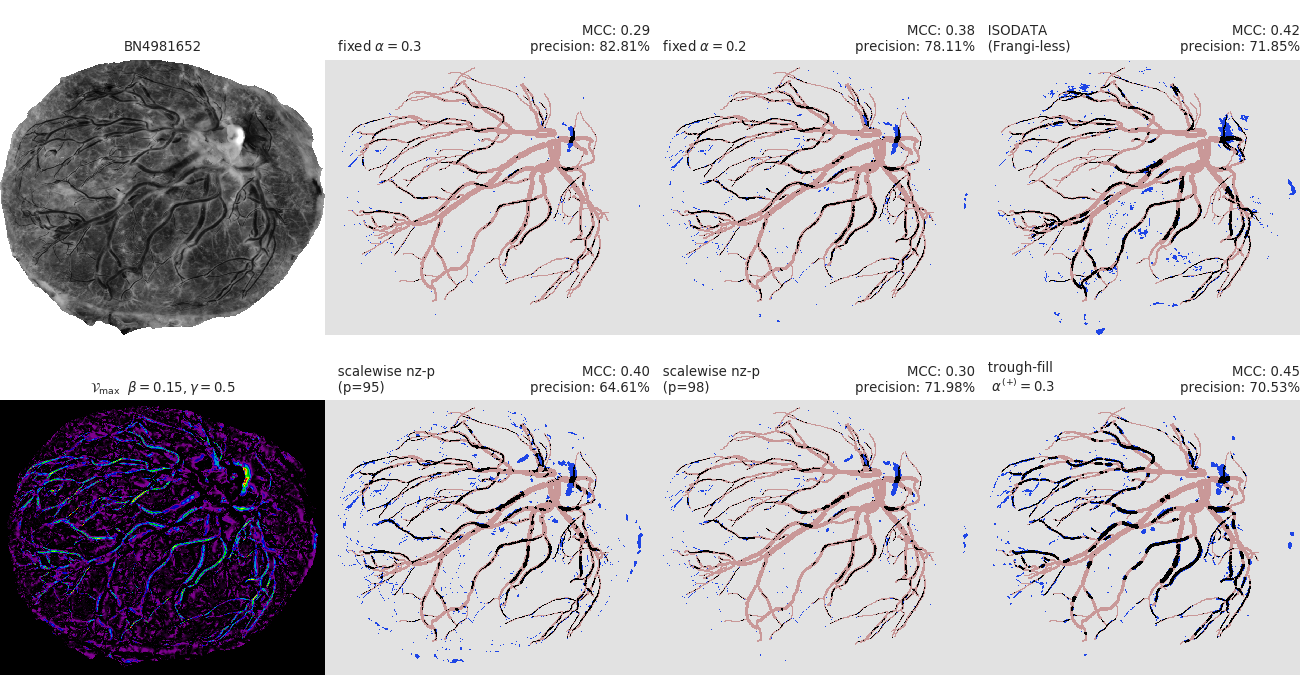 BN4981652
fixed α = 0.3
MCC: 0.29
precision: 82.81%
fixed α = 0.2
MCC: 0.38
precision: 78.11%
ISODATA
(Frangi-less)
MCC: 0.42
precision: 71.85%
𝒱max β = 0.15, γ = 0.5
scalewise nz-p
(p=95)
MCC: 0.40
precision: 64.61%
scalewise nz-p
(p=98)
MCC: 0.30
precision: 71.98%
trough-fill
α(+) = 0.3
MCC: 0.45
precision: 70.53%